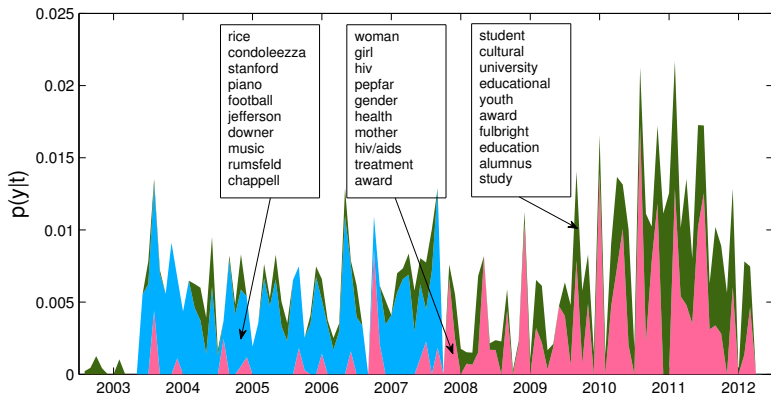 2003 2004 2005 2006 2007 2008 2009 2010 2011 2012
0
0.005
0.01
0.015
0.02
0.025
p(y|t)
rice
condoleezza
stanford
piano
football
jefferson
downer
music
rumsfeld
chappell
woman
girl
hiv
pepfar
gender
health
mother
hiv/aids
treatment
award
student
cultural
university
educational
youth
award
fulbright
education
alumnus
study